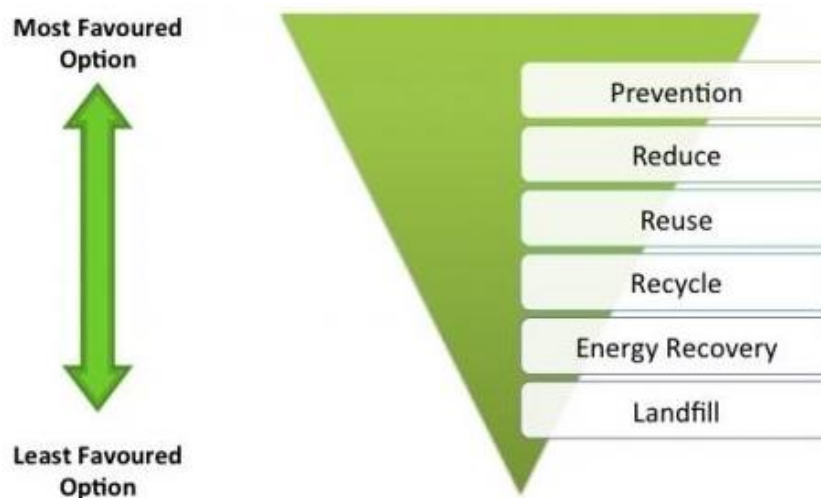 Most Favoured
Option
Prevention
Reduce
Reuse
Recycle
Energy Recovery
Landfill
Least Favoured
Option